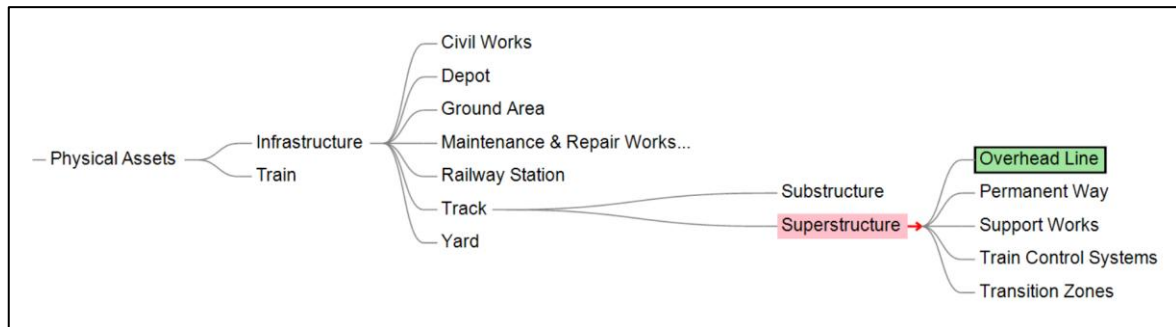 Physical Assets
Infrastructure
Train
Civil Works
Depot
Ground Area
Maintenance & Repair Works...
Railway Station
Track
Yard
Substructure
Superstructure
Overhead Line
Permanent Way
Support Works
Train Control Systems
Transition Zones